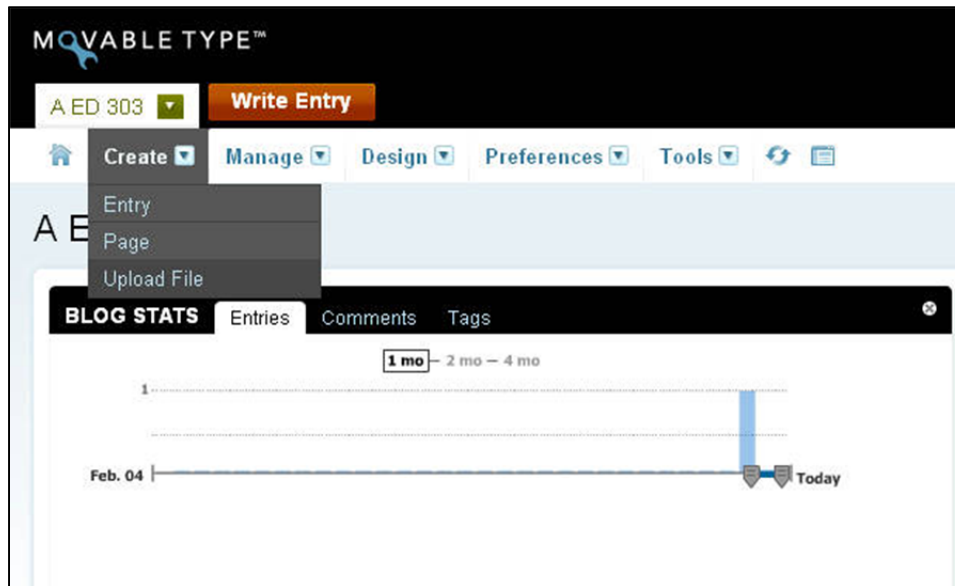 MOVABLE TYPE™
A ED 303 Write Entry
Create Manage Design Preferences Tools
Entry
A E
Page
Upload File
BLOG STATS Entries Comments Tags
1 mo – 2 mo – 4 mo
1
Feb. 04 Today